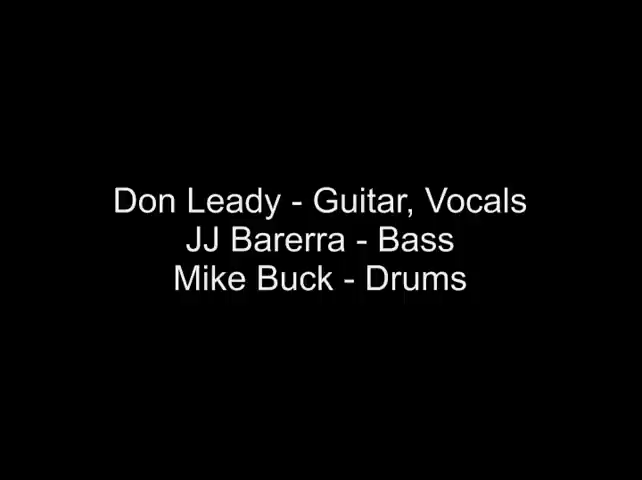 Don Leady - Guitar, Vocals
JJ Barerra - Bass
Mike Buck - Drums